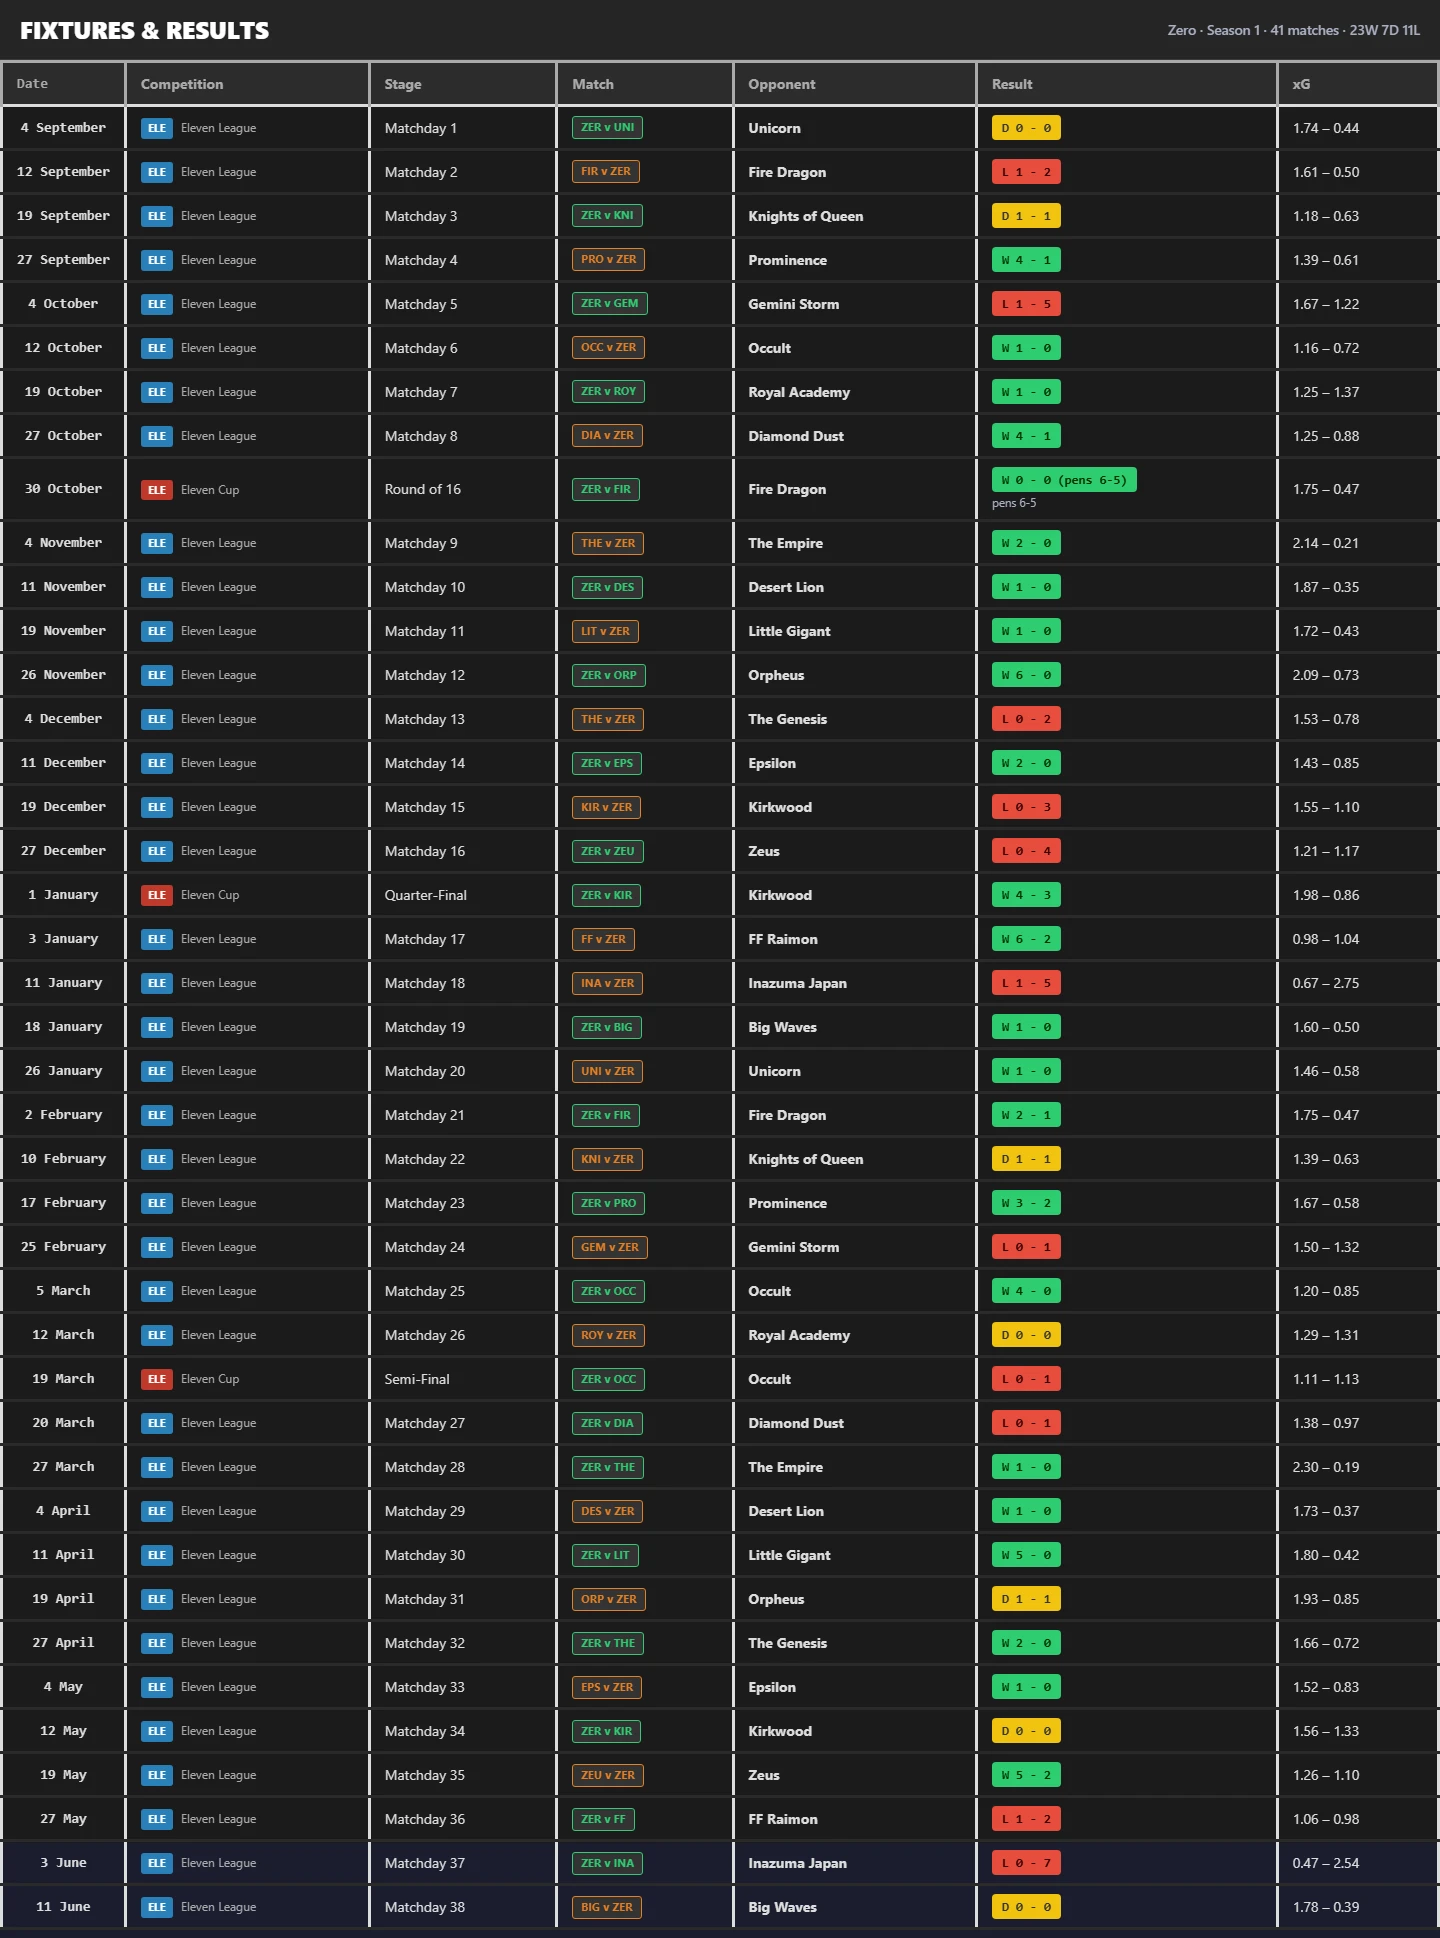 FIXTURES & RESULTS
Zero · Season 1 · 41 matches · 23W 7D 11L
Date Competition Stage Match Opponent Result xG
4 September ELE Eleven League Matchday 1 ZER v UNI Unicorn D 0 - 0 1.74 – 0.44
12 September ELE Eleven League Matchday 2 FIR v ZER Fire Dragon L 1 - 2 1.61 – 0.50
19 September ELE Eleven League Matchday 3 ZER v KNI Knights of Queen D 1 - 1 1.18 – 0.63
27 September ELE Eleven League Matchday 4 PRO v ZER Prominence W 4 - 1 1.39 – 0.61
4 October ELE Eleven League Matchday 5 ZER v GEM Gemini Storm L 1 - 5 1.67 – 1.22
12 October ELE Eleven League Matchday 6 OCC v ZER Occult W 1 - 0 1.16 – 0.72
19 October ELE Eleven League Matchday 7 ZER v ROY Royal Academy W 1 - 0 1.25 – 1.37
27 October ELE Eleven League Matchday 8 DIA v ZER Diamond Dust W 4 - 1 1.25 – 0.88
30 October ELE Eleven Cup Round of 16 ZER v FIR Fire Dragon W 0 - 0 (pens 6-5) 1.75 – 0.47
pens 6-5
4 November ELE Eleven League Matchday 9 THE v ZER The Empire W 2 - 0 2.14 – 0.21
11 November ELE Eleven League Matchday 10 ZER v DES Desert Lion W 1 - 0 1.87 – 0.35
19 November ELE Eleven League Matchday 11 LIT v ZER Little Gigant W 1 - 0 1.72 – 0.43
26 November ELE Eleven League Matchday 12 ZER v ORP Orpheus W 6 - 0 2.09 – 0.73
4 December ELE Eleven League Matchday 13 THE v ZER The Genesis L 0 - 2 1.53 – 0.78
11 December ELE Eleven League Matchday 14 ZER v EPS Epsilon W 2 - 0 1.43 – 0.85
19 December ELE Eleven League Matchday 15 KIR v ZER Kirkwood L 0 - 3 1.55 – 1.10
27 December ELE Eleven League Matchday 16 ZER v ZEU Zeus L 0 - 4 1.21 – 1.17
1 January ELE Eleven Cup Quarter-Final ZER v KIR Kirkwood W 4 - 3 1.98 – 0.86
3 January ELE Eleven League Matchday 17 FF v ZER FF Raimon W 6 - 2 0.98 – 1.04
11 January ELE Eleven League Matchday 18 INA v ZER Inazuma Japan L 1 - 5 0.67 – 2.75
18 January ELE Eleven League Matchday 19 ZER v BIG Big Waves W 1 - 0 1.60 – 0.50
26 January ELE Eleven League Matchday 20 UNI v ZER Unicorn W 1 - 0 1.46 – 0.58
2 February ELE Eleven League Matchday 21 ZER v FIR Fire Dragon W 2 - 1 1.75 – 0.47
10 February ELE Eleven League Matchday 22 KNI v ZER Knights of Queen D 1 - 1 1.39 – 0.63
17 February ELE Eleven League Matchday 23 ZER v PRO Prominence W 3 - 2 1.67 – 0.58
25 February ELE Eleven League Matchday 24 GEM v ZER Gemini Storm L 0 - 1 1.50 – 1.32
5 March ELE Eleven League Matchday 25 ZER v OCC Occult W 4 - 0 1.20 – 0.85
12 March ELE Eleven League Matchday 26 ROY v ZER Royal Academy D 0 - 0 1.29 – 1.31
19 March ELE Eleven Cup Semi-Final ZER v OCC Occult L 0 - 1 1.11 – 1.13
20 March ELE Eleven League Matchday 27 ZER v DIA Diamond Dust L 0 - 1 1.38 – 0.97
27 March ELE Eleven League Matchday 28 ZER v THE The Empire W 1 - 0 2.30 – 0.19
4 April ELE Eleven League Matchday 29 DES v ZER Desert Lion W 1 - 0 1.73 – 0.37
11 April ELE Eleven League Matchday 30 ZER v LIT Little Gigant W 5 - 0 1.80 – 0.42
19 April ELE Eleven League Matchday 31 ORP v ZER Orpheus D 1 - 1 1.93 – 0.85
27 April ELE Eleven League Matchday 32 ZER v THE The Genesis W 2 - 0 1.66 – 0.72
4 May ELE Eleven League Matchday 33 EPS v ZER Epsilon W 1 - 0 1.52 – 0.83
12 May ELE Eleven League Matchday 34 ZER v KIR Kirkwood D 0 - 0 1.56 – 1.33
19 May ELE Eleven League Matchday 35 ZEU v ZER Zeus W 5 - 2 1.26 – 1.10
27 May ELE Eleven League Matchday 36 ZER v FF FF Raimon L 1 - 2 1.06 – 0.98
3 June ELE Eleven League Matchday 37 ZER v INA Inazuma Japan L 0 - 7 0.47 – 2.54
11 June ELE Eleven League Matchday 38 BIG v ZER Big Waves D 0 - 0 1.78 – 0.39